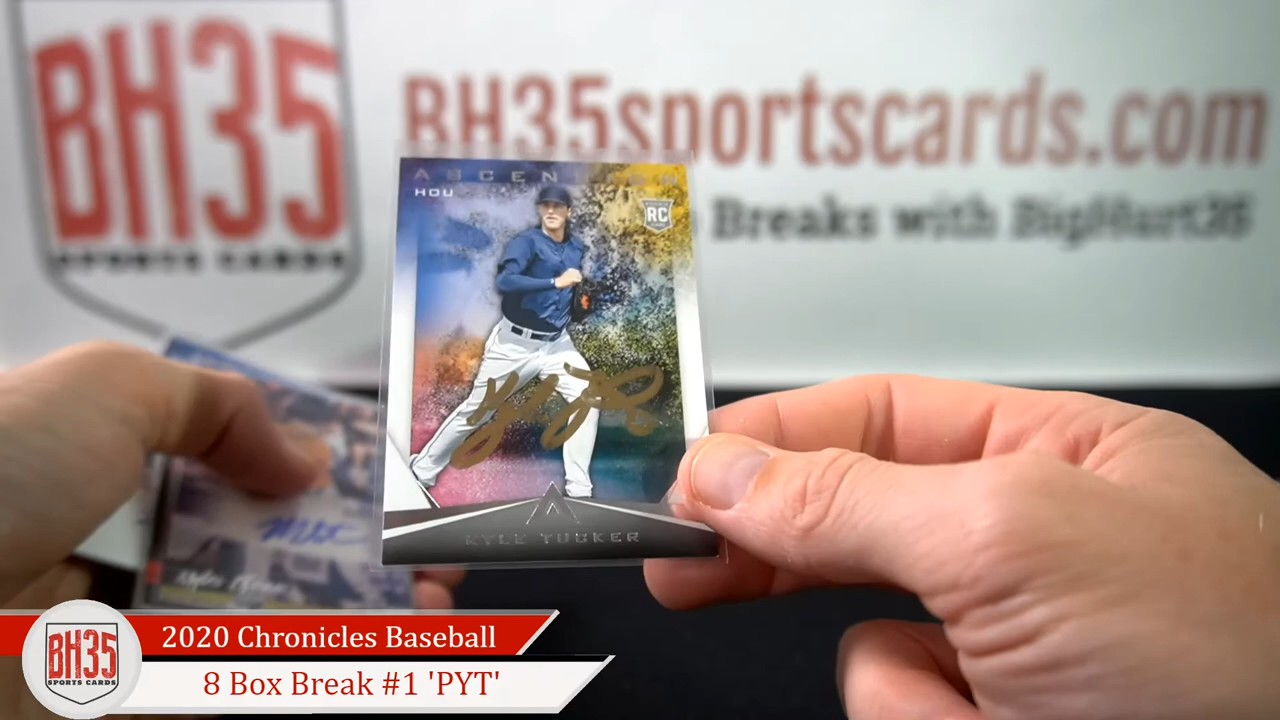 BH35
SPORTS CARDS
BH35sportscards.com
Breaks with BigHurt35
ASCENSION
HOU
RC
KYLE TUCKER
2020 Chronicles Baseball
8 Box Break #1 'PYT'
BH35
SPORTS CARDS